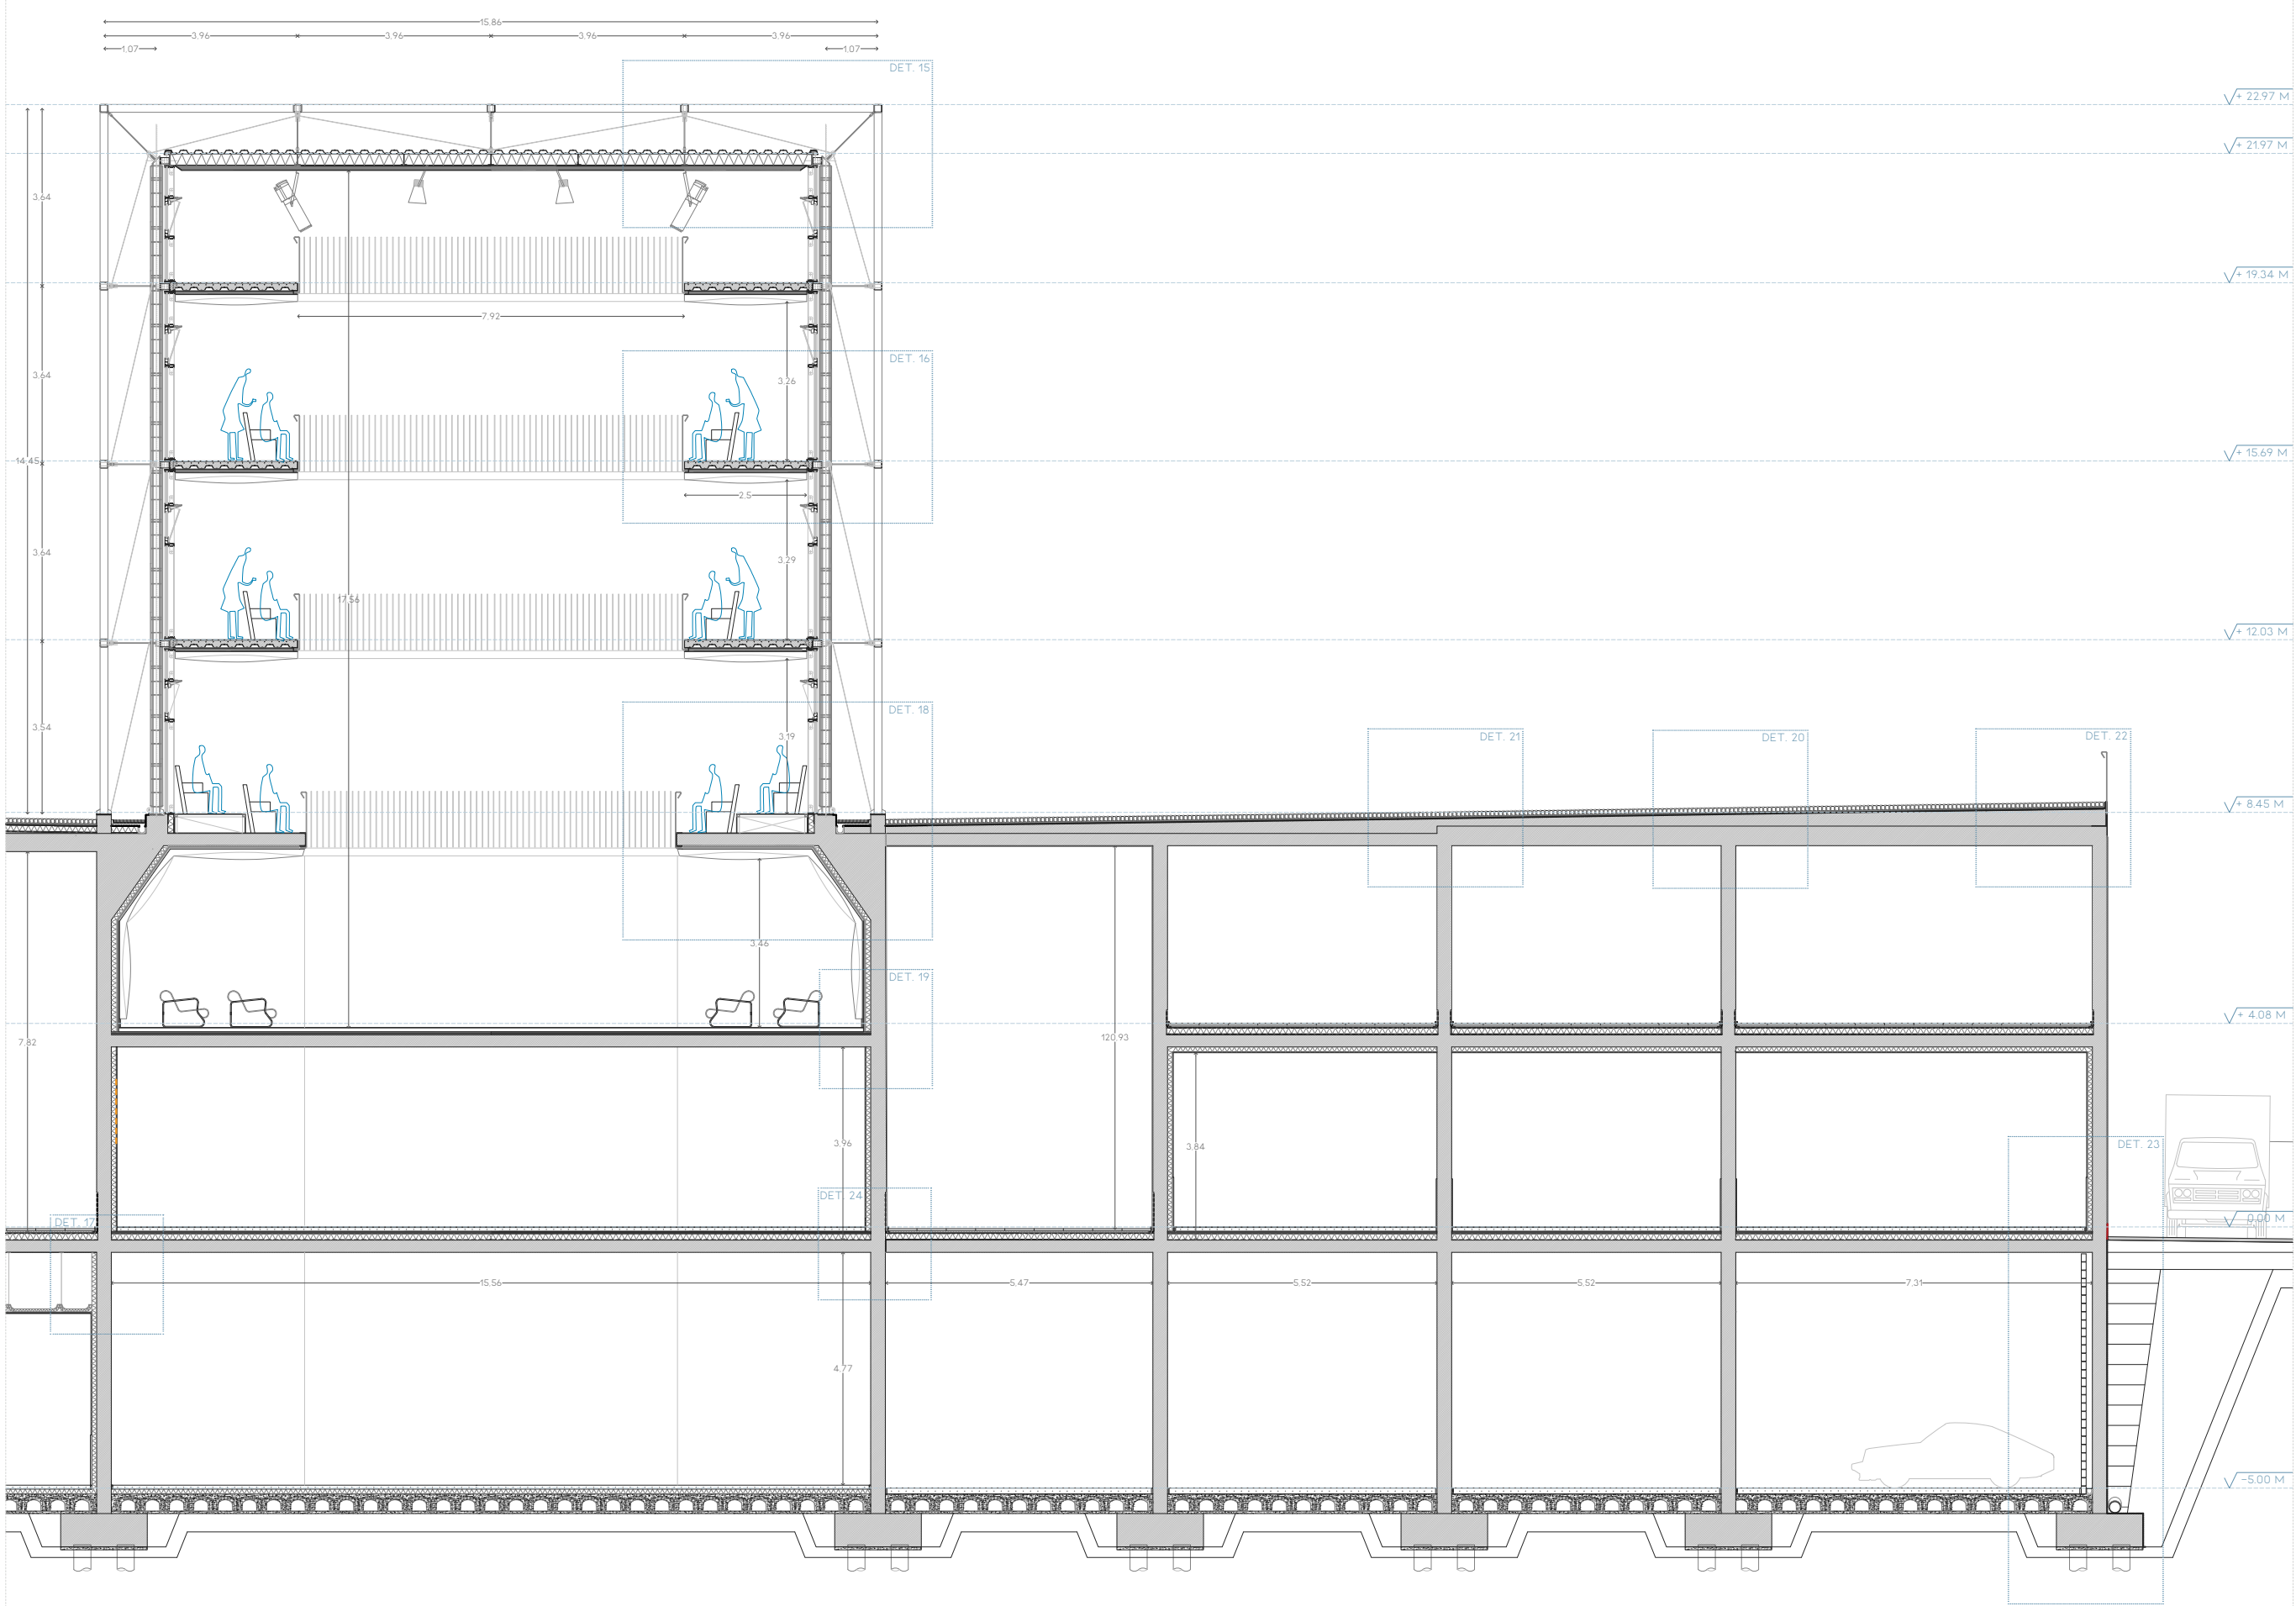 15.86
3.96 3.96 3.96 3.96
1.07 1.07
DET. 15
+ 22.97 M
+ 21.97 M
3.64
+ 19.34 M
7.92
DET. 16
3.64
3.26
14.45
+ 15.69 M
2.5
3.64
3.29
17.56
+ 12.03 M
DET. 18
3.54
3.19
DET. 21
DET. 20
DET. 22
+ 8.45 M
3.46
DET. 19
+ 4.08 M
7.82
120.93
3.96
3.84
DET. 23
DET. 24
DET. 17
0.00 M
15.56 5.47 5.52 5.52 7.31
4.77
-5.00 M